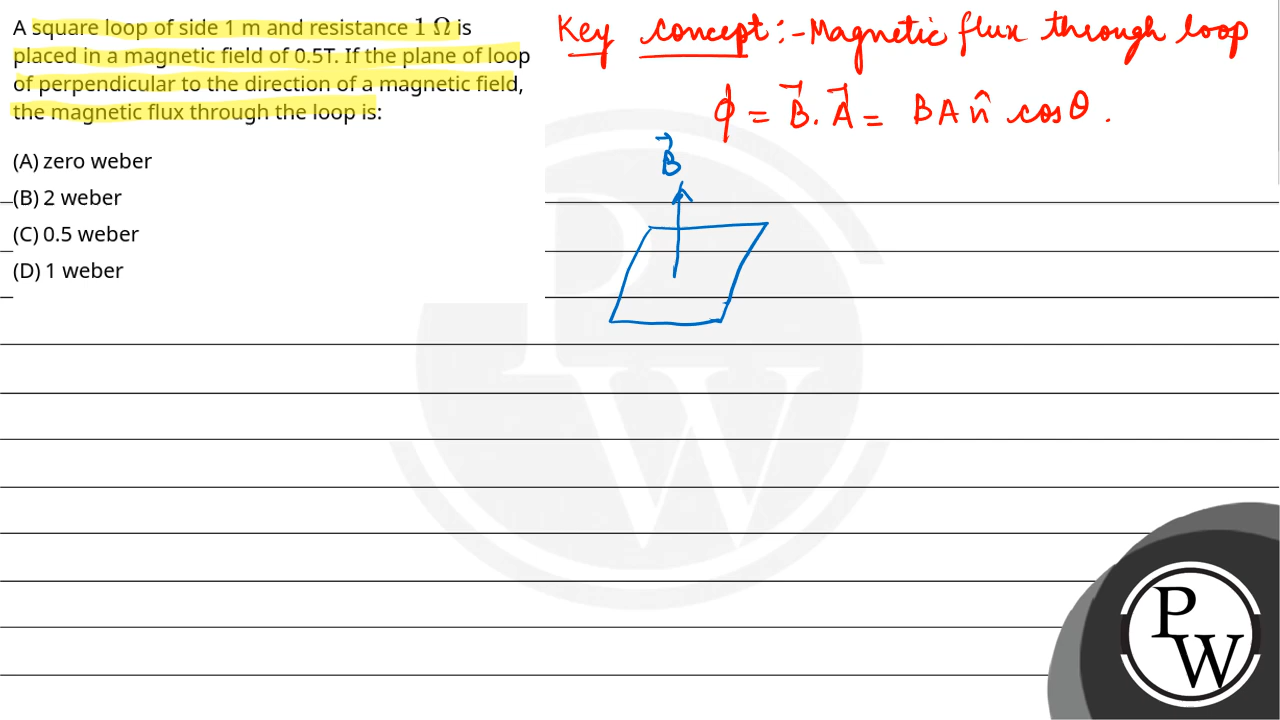 A square loop of side 1 m and resistance 1 Ω is
placed in a magnetic field of 0.5T. If the plane of loop
of perpendicular to the direction of a magnetic field,
the magnetic flux through the loop is:
(A) zero weber
(B) 2 weber
(C) 0.5 weber
(D) 1 weber
Key concept :- Magnetic flux through loop
ϕ = B⃗ . A⃗ = BA n̂ cosθ .
B⃗
P
W